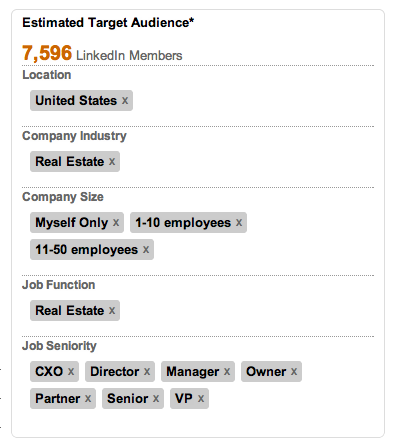 Estimated Target Audience*
7,596 LinkedIn Members
Location
United States x
Company Industry
Real Estate x
Company Size
Myself Only x 1-10 employees x
11-50 employees x
Job Function
Real Estate x
Job Seniority
CXO x Director x Manager x Owner x
Partner x Senior x VP x